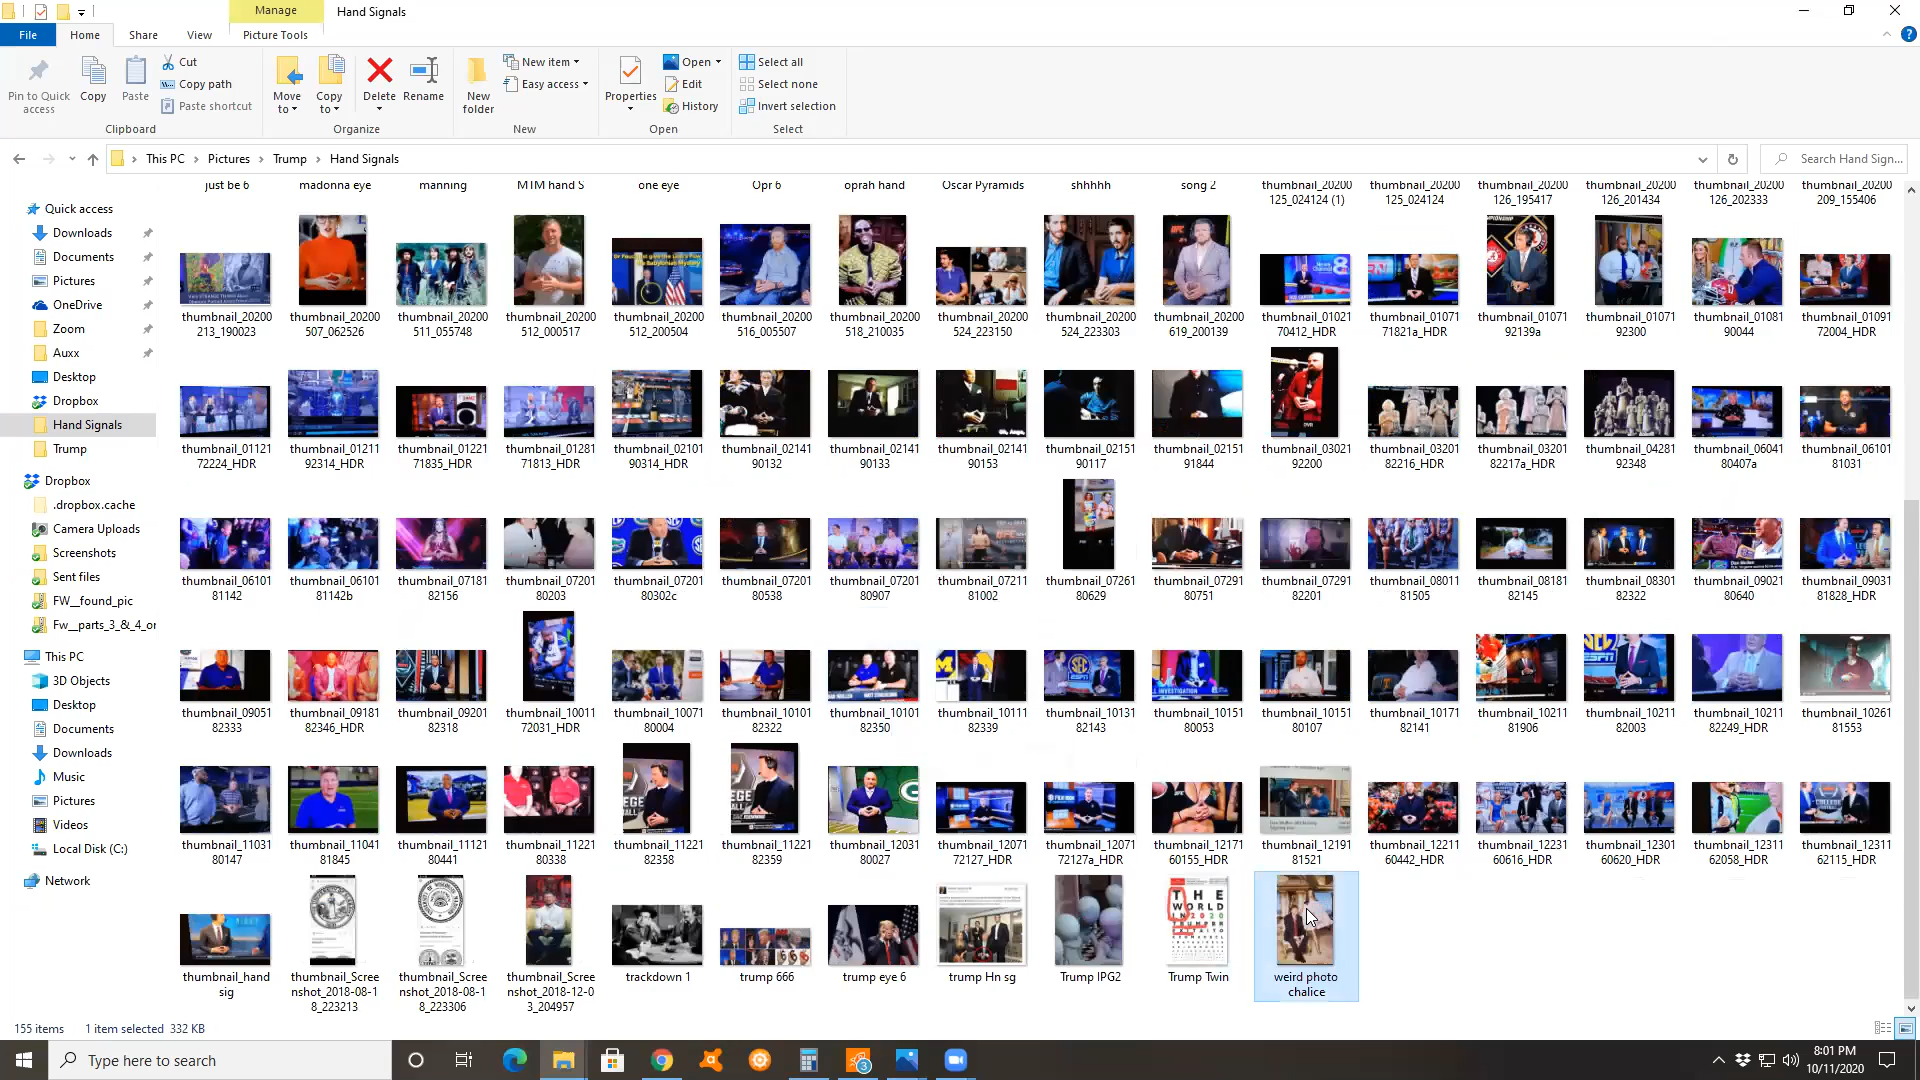 Manage
Hand Signals
File
Home
Share
View
Picture Tools
Pin to Quick access
Copy
Paste
Cut
Copy path
Paste shortcut
Move to
Copy to
Delete
Rename
New folder
New item
Easy access
Properties
Open
Edit
History
Select all
Select none
Invert selection
Clipboard
Organize
New
Open
Select
This PC
Pictures
Trump
Hand Signals
Search Hand Sign...
Quick access
Downloads
Documents
Pictures
OneDrive
Zoom
Auxx
Desktop
Dropbox
Hand Signals
Trump
Dropbox
.dropbox.cache
Camera Uploads
Screenshots
Sent files
FW__found_pic
Fw__parts_3_&_4_or
This PC
3D Objects
Desktop
Documents
Downloads
Music
Pictures
Videos
Local Disk (C:)
Network
just be 6
madonna eye
manning
MTM hand S
one eye
Opr 6
oprah hand
Oscar Pyramids
shhhhh
song 2
thumbnail_20200125_024124 (1)
thumbnail_20200125_024124
thumbnail_20200126_195417
thumbnail_20200126_201434
thumbnail_20200126_202333
thumbnail_20200209_155406
thumbnail_20200213_190023
thumbnail_20200507_062526
thumbnail_20200511_055748
thumbnail_20200512_000517
thumbnail_20200512_200504
thumbnail_20200516_005507
thumbnail_20200518_210035
thumbnail_20200524_223150
thumbnail_20200524_223303
thumbnail_20200619_200139
thumbnail_0102170412_HDR
thumbnail_0107171821a_HDR
thumbnail_0107192139a
thumbnail_0107192300
thumbnail_0108190044
thumbnail_0109172004_HDR
thumbnail_0112172224_HDR
thumbnail_0121192314_HDR
thumbnail_0122171835_HDR
thumbnail_0128171813_HDR
thumbnail_0210190314_HDR
thumbnail_0214190132
thumbnail_0214190133
thumbnail_0214190153
thumbnail_0215190117
thumbnail_0215191844
thumbnail_0302192200
thumbnail_0320182216_HDR
thumbnail_0320182217a_HDR
thumbnail_0428192348
thumbnail_0604180407a
thumbnail_0610181031
thumbnail_0610181142
thumbnail_0610181142b
thumbnail_0718182156
thumbnail_0720180203
thumbnail_0720180302c
thumbnail_0720180538
thumbnail_0720180907
thumbnail_0721181002
thumbnail_0726180629
thumbnail_0729180751
thumbnail_0729182201
thumbnail_0801181505
thumbnail_0818182145
thumbnail_0830182322
thumbnail_0902180640
thumbnail_0903181828_HDR
thumbnail_0905182333
thumbnail_0918182346_HDR
thumbnail_0920182318
thumbnail_1001172031_HDR
thumbnail_1007180004
thumbnail_1010182322
thumbnail_1010182350
thumbnail_1011182339
thumbnail_1013182143
thumbnail_1015180053
thumbnail_1015180107
thumbnail_1017182141
thumbnail_1021181906
thumbnail_1021182003
thumbnail_1021182249_HDR
thumbnail_1026181553
thumbnail_1103180147
thumbnail_1104181845
thumbnail_1112180441
thumbnail_1122180338
thumbnail_1122182358
thumbnail_1122182359
thumbnail_1203180027
thumbnail_1207172127_HDR
thumbnail_1207172127a_HDR
thumbnail_1217160155_HDR
thumbnail_1219181521
thumbnail_1221160442_HDR
thumbnail_1223160616_HDR
thumbnail_1230160620_HDR
thumbnail_1231162058_HDR
thumbnail_1231162115_HDR
THE
WORLD
IN 2020
thumbnail_hand sig
thumbnail_Screenshot_2018-08-18_223213
thumbnail_Screenshot_2018-08-18_223306
thumbnail_Screenshot_2018-12-03_204957
trackdown 1
trump 666
trump eye 6
trump Hn sg
Trump IPG2
Trump Twin
weird photo chalice
155 items
1 item selected 332 KB
Type here to search
3
8:01 PM
10/11/2020